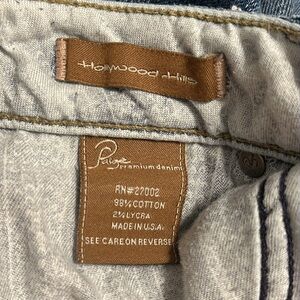 Hollywood Hills
Paige
Premium denim
RN#27002
98%COTTON
2%LYCRA
MADE IN U.S.A.
SEE CARE ON REVERSE